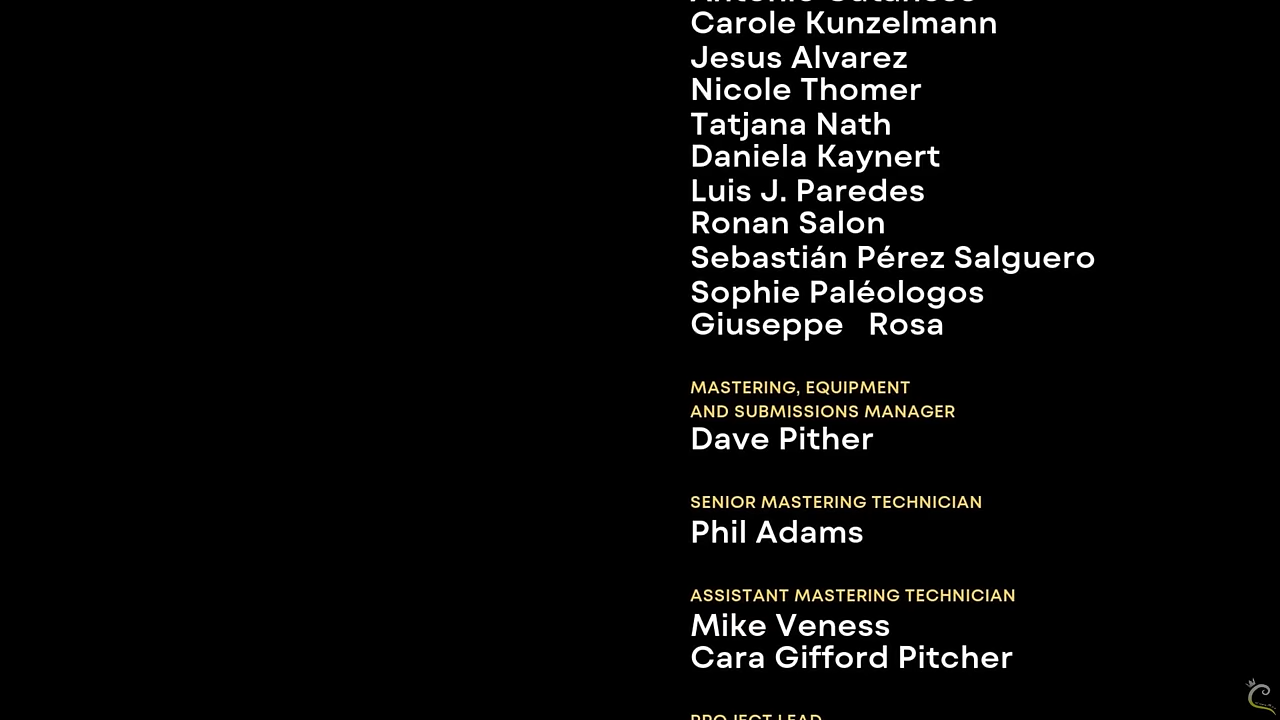 Carole Kunzelmann
Jesus Alvarez
Nicole Thomer
Tatjana Nath
Daniela Kaynert
Luis J. Paredes
Ronan Salon
Sebastián Pérez Salguero
Sophie Paléologos
Giuseppe   Rosa
MASTERING, EQUIPMENT
AND SUBMISSIONS MANAGER
Dave Pither
SENIOR MASTERING TECHNICIAN
Phil Adams
ASSISTANT MASTERING TECHNICIAN
Mike Veness
Cara Gifford Pitcher
PROJECT LEAD